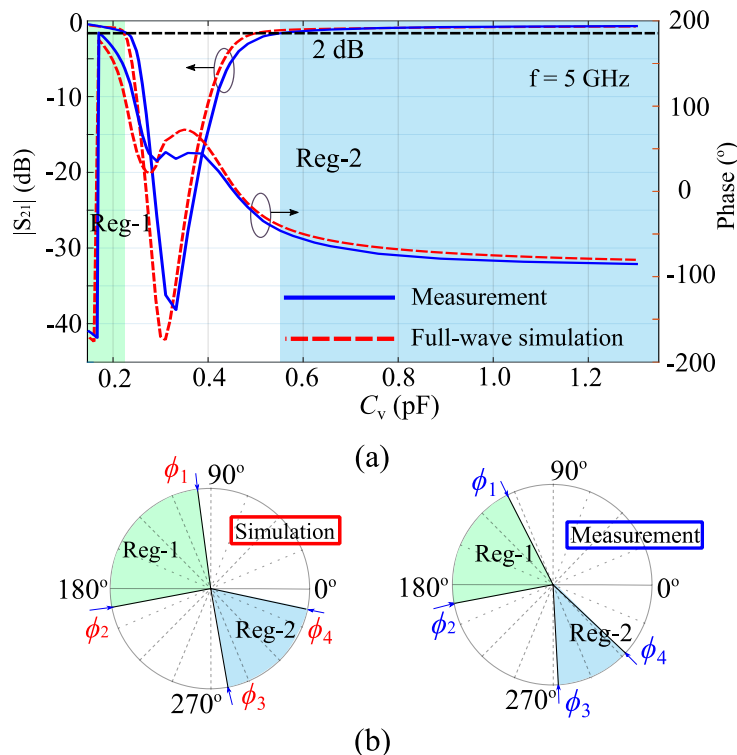 0
-10
-20
-30
-40
|S21| (dB)
200
100
0
-100
-200
Phase (°)
2 dB
f = 5 GHz
Reg-1
Reg-2
Measurement
Full-wave simulation
0.2
0.4
0.6
0.8
1.0
1.2
Cv (pF)
(a)
ϕ1
90°
Simulation
Reg-1
180°
0°
ϕ2
Reg-2
ϕ4
270°
ϕ3
ϕ1
90°
Measurement
Reg-1
180°
0°
ϕ2
Reg-2
ϕ4
270°
ϕ3
(b)